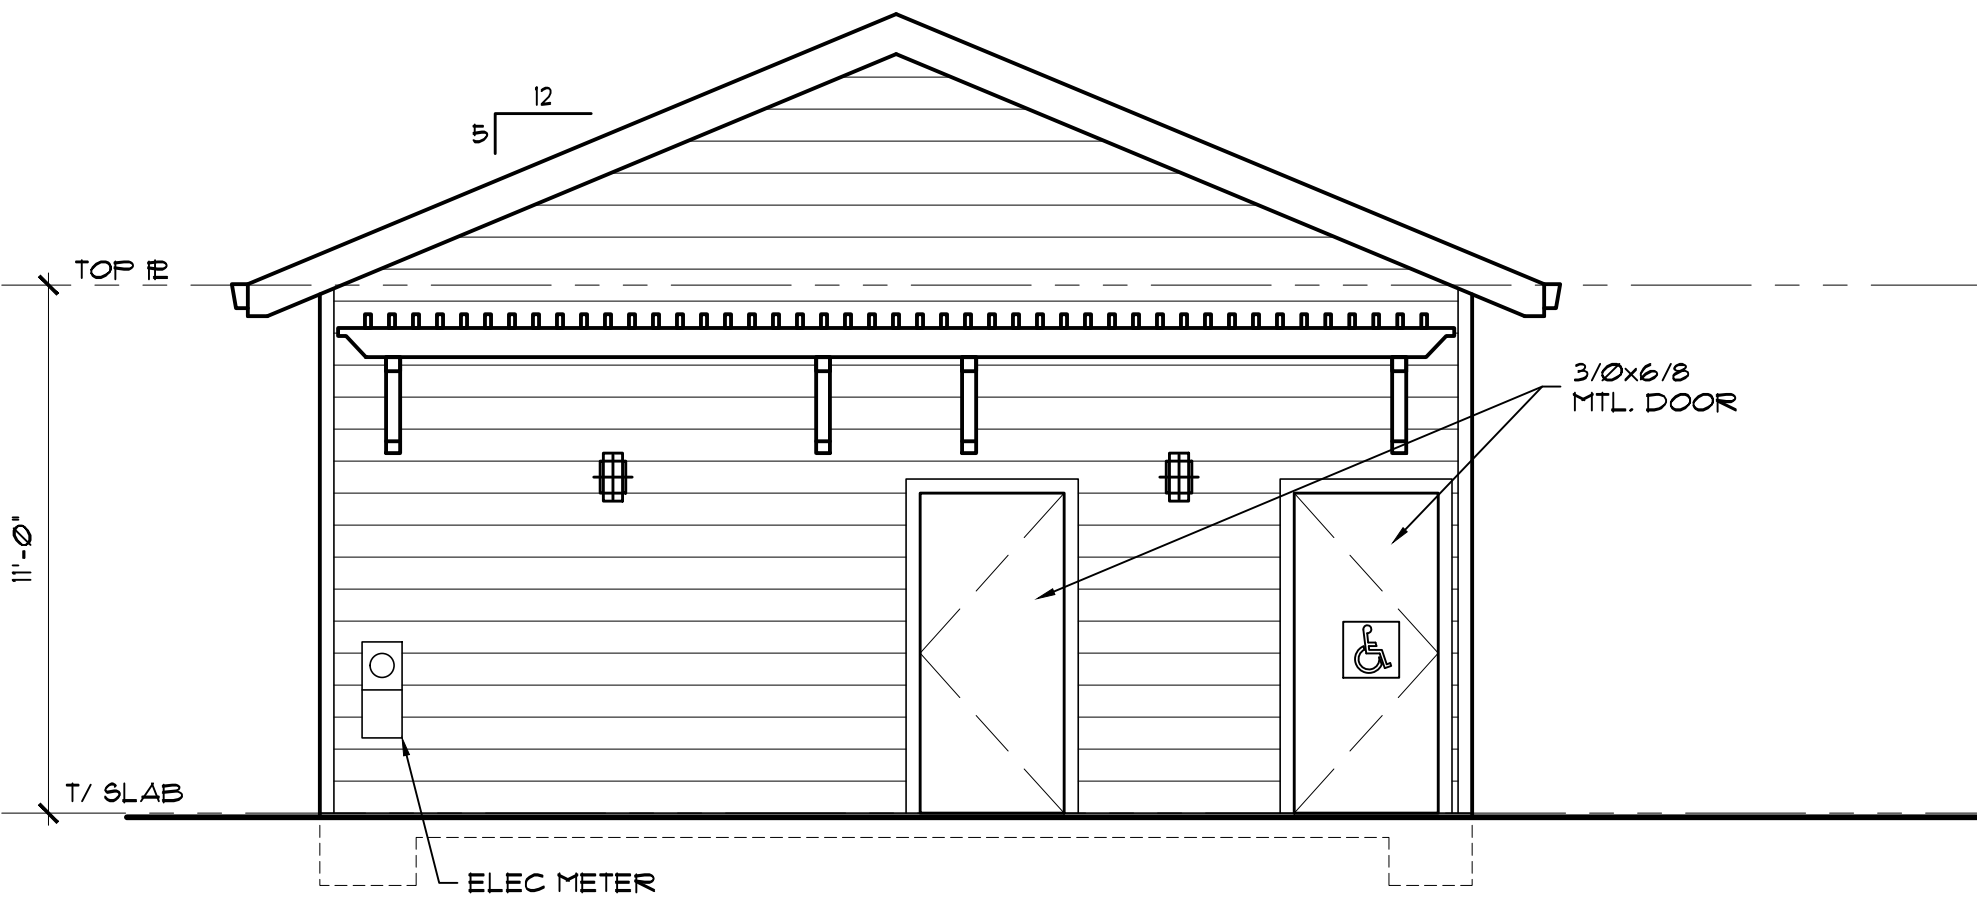 12
5
TOP PL
3/0x6/8
MTL. DOOR
11'-0"
T/ SLAB
ELEC METER